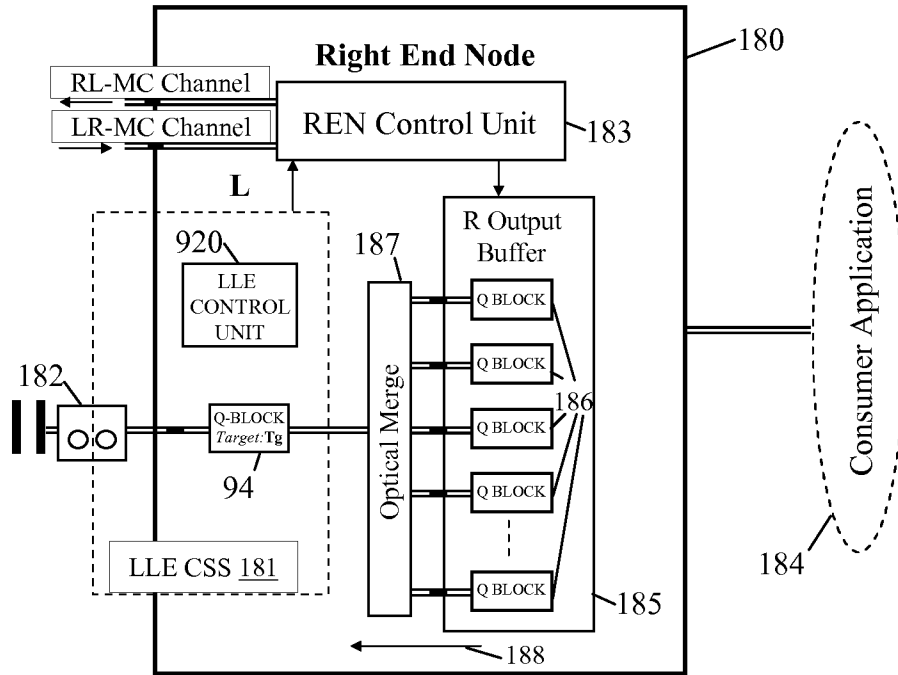 180
Right End Node
RL-MC Channel
LR-MC Channel
REN Control Unit
183
L
920
LLE
CONTROL
UNIT
187
R Output
Buffer
Q BLOCK
Q BLOCK
Q BLOCK
Q BLOCK
Q BLOCK
186
Optical Merge
182
Q-BLOCK
Target:Tg
94
LLE CSS 181
185
188
Consumer Application
184